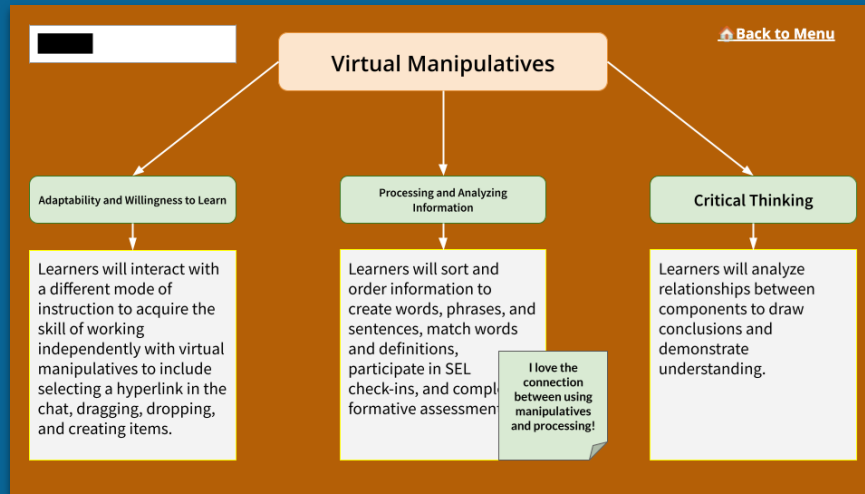 🏠Back to Menu
Virtual Manipulatives
Adaptability and Willingness to Learn
Processing and Analyzing
Information
Critical Thinking
Learners will interact with
a different mode of
instruction to acquire the
skill of working
independently with virtual
manipulatives to include
selecting a hyperlink in the
chat, dragging, dropping,
and creating items.
Learners will sort and
order information to
create words, phrases, and
sentences, match words
and definitions,
participate in SEL
check-ins, and
formative
I love the
connection
between using
manipulatives
and processing!
Learners will analyze
relationships between
components to draw
conclusions and
demonstrate
understanding.